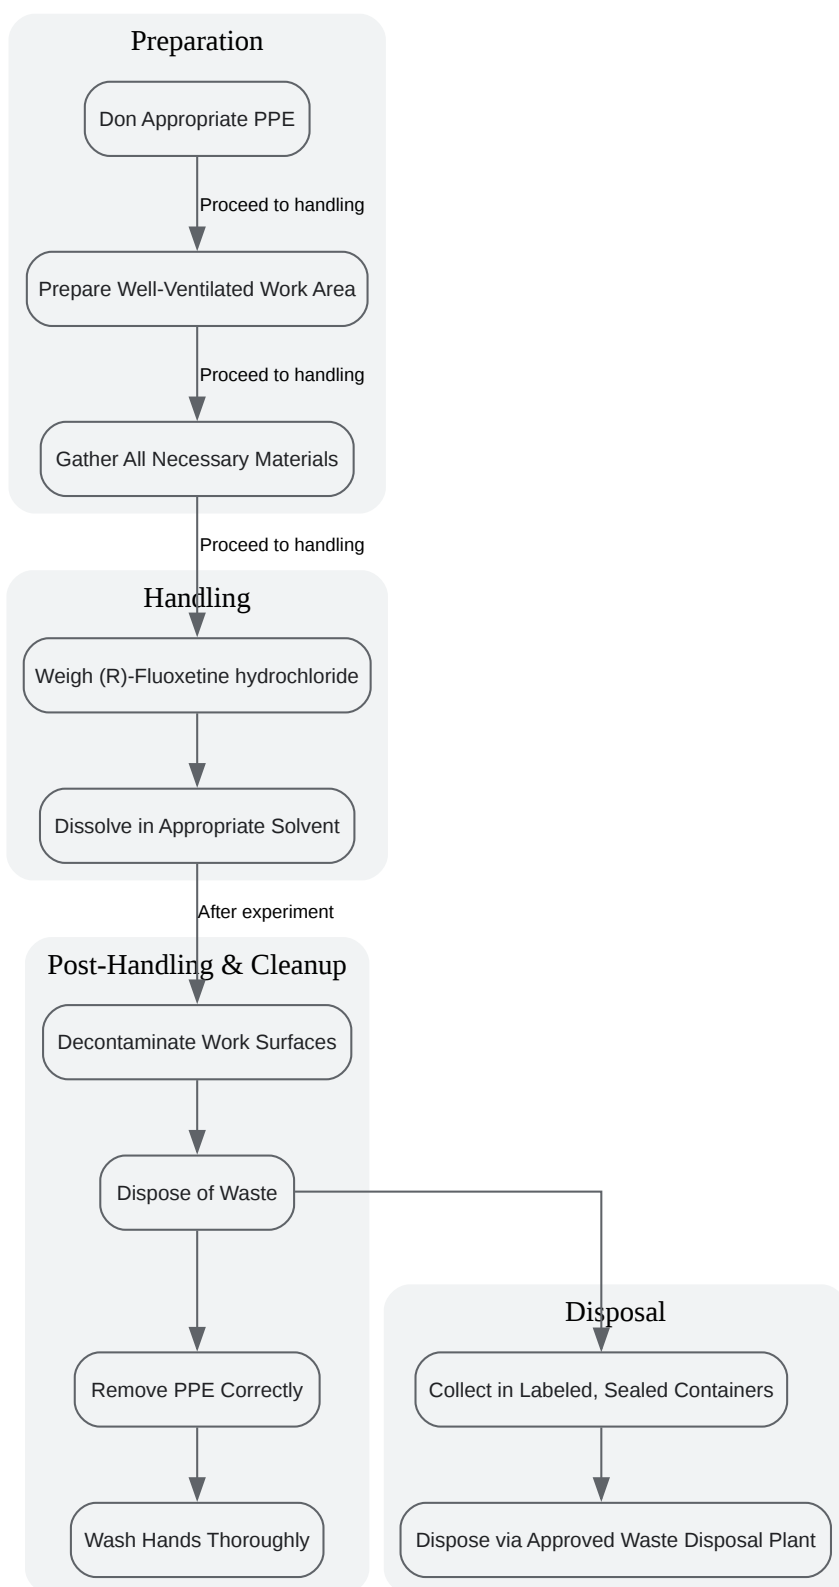 Preparation
Don Appropriate PPE
Proceed to handling
Prepare Well-Ventilated Work Area
Proceed to handling
Gather All Necessary Materials
Proceed to handling
Handling
Weigh (R)-Fluoxetine hydrochloride
Dissolve in Appropriate Solvent
After experiment
Post-Handling & Cleanup
Decontaminate Work Surfaces
Dispose of Waste
Disposal
Remove PPE Correctly
Collect in Labeled, Sealed Containers
Wash Hands Thoroughly
Dispose via Approved Waste Disposal Plant